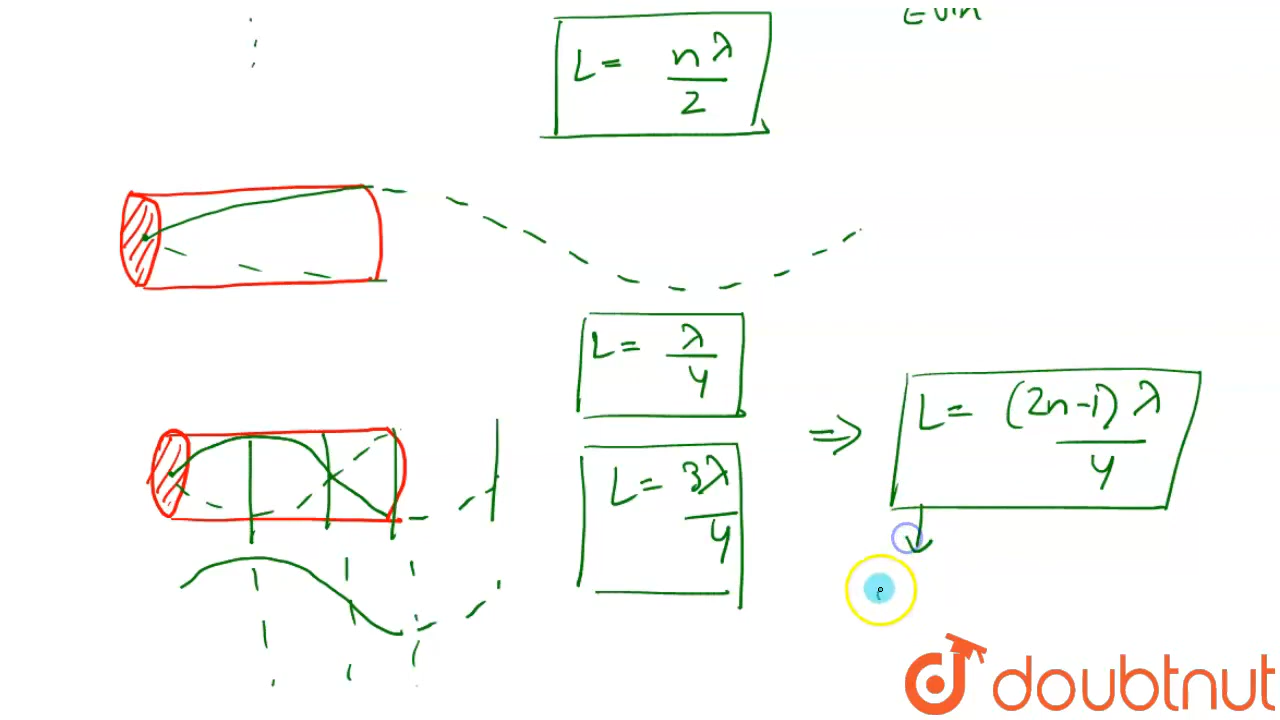 L = nλ/2
L = λ/4
L = 3λ/4
⇒ L = (2n-1)λ/4
doubtnut